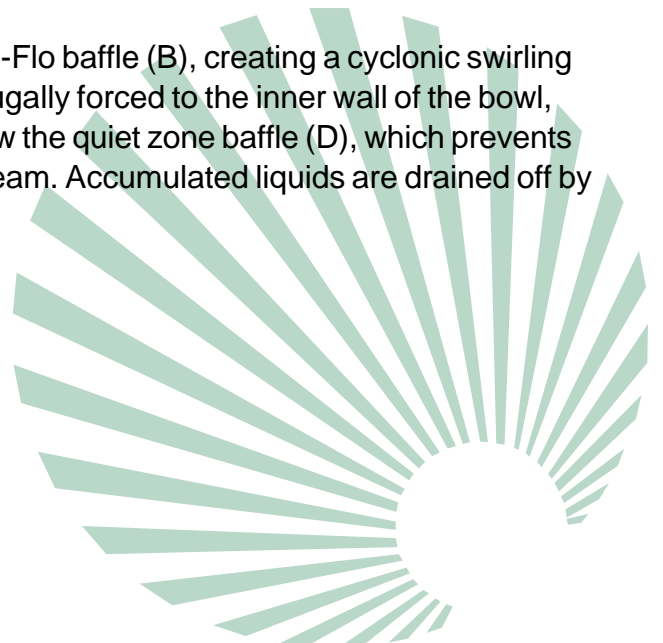 -Flo baffle (B), creating a cyclonic swirling
ugally forced to the inner wall of the bowl,
w the quiet zone baffle (D), which prevents
eam. Accumulated liquids are drained off by